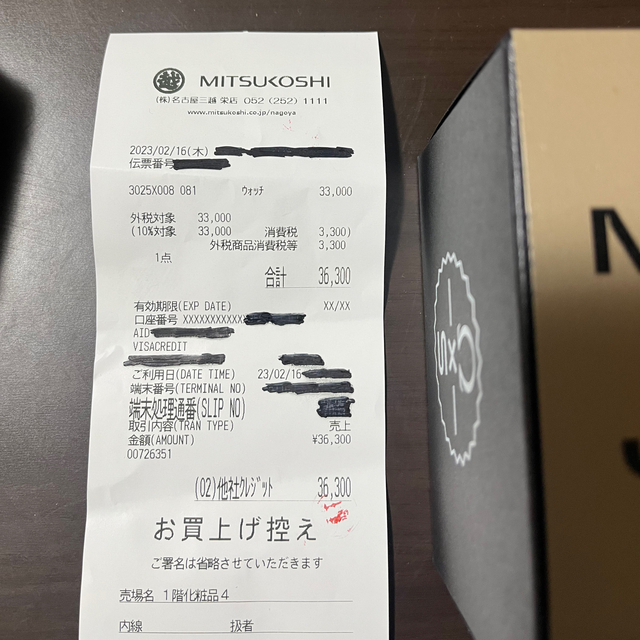 越 MITSUKOSHI
(株)名古屋三越 栄店 052 (252) 1111
www.mitsukoshi.co.jp/nagoya
2023/02/16(木)
伝票番号
3025X008 081 ウォッチ 33,000
外税対象 33,000
(10%対象 33,000 消費税 3,300)
外税商品消費税等 3,300
1点
合計 36,300
有効期限(EXP DATE) XX/XX
口座番号 XXXXXXXXXXX
AID
VISACREDIT
ご利用日(DATE TIME) 23/02/16
端末番号(TERMINAL NO)
端末処理通番(SLIP NO)
取引内容(TRAN TYPE) 売上
金額(AMOUNT) ¥36,300
00726351
(02)他社クレジット 36,300
お買上げ控え
ご署名は省略させていただきます
売場名 1階化粧品4
内線 扱者